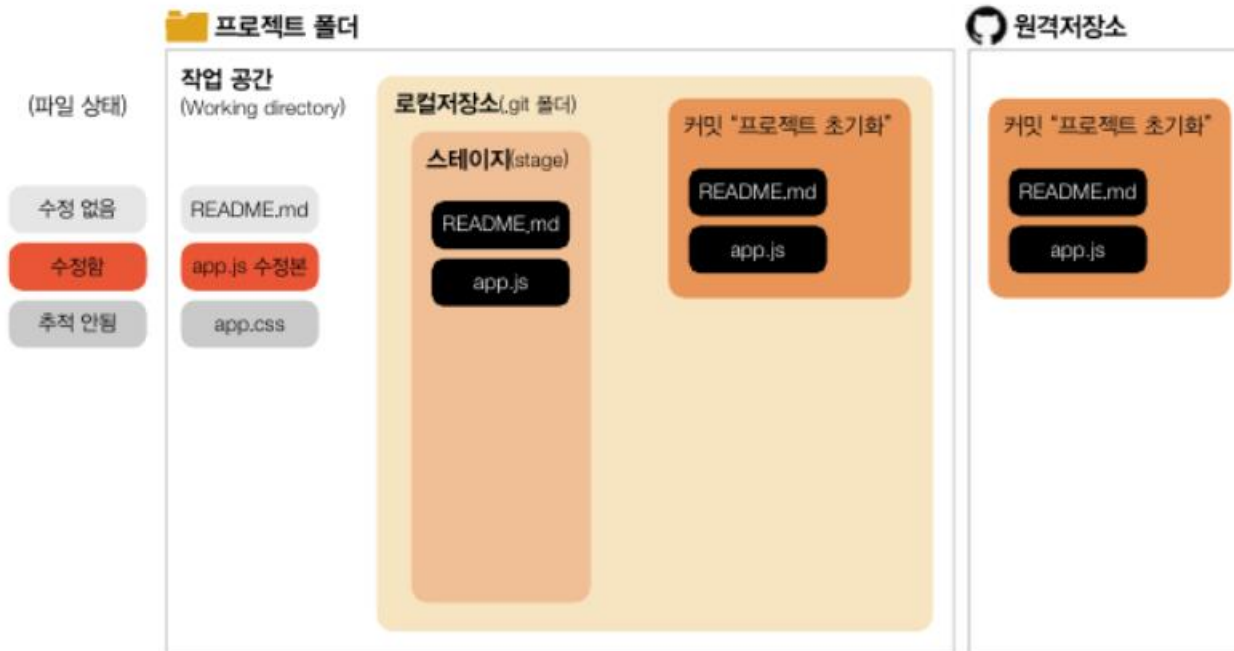 프로젝트 폴더
원격저장소
(파일 상태)
수정 없음
수정함
추적 안됨
작업 공간
(Working directory)
README.md
app.js 수정본
app.css
로컬저장소(.git 폴더)
스테이지(stage)
README.md
app.js
커밋 “프로젝트 초기화”
README.md
app.js
커밋 “프로젝트 초기화”
README.md
app.js